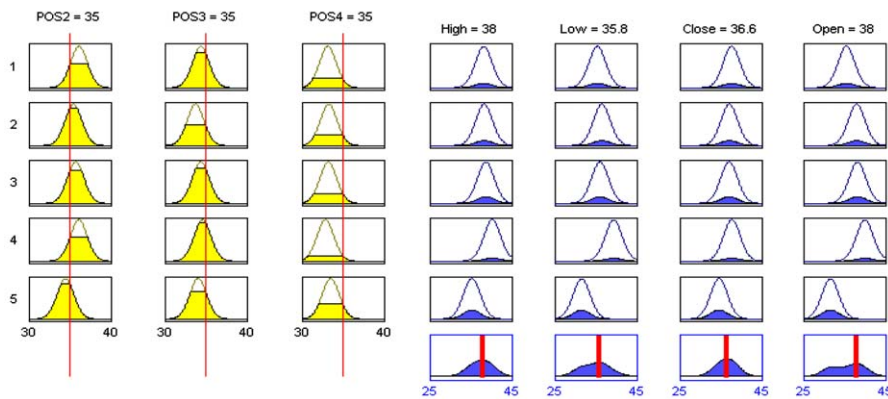 POS2 = 35 POS3 = 35 POS4 = 35
High = 38 Low = 35.8 Close = 36.6 Open = 38
1
2
3
4
5
30 40 30 40 30 40
25 45 25 45 25 45 25 45